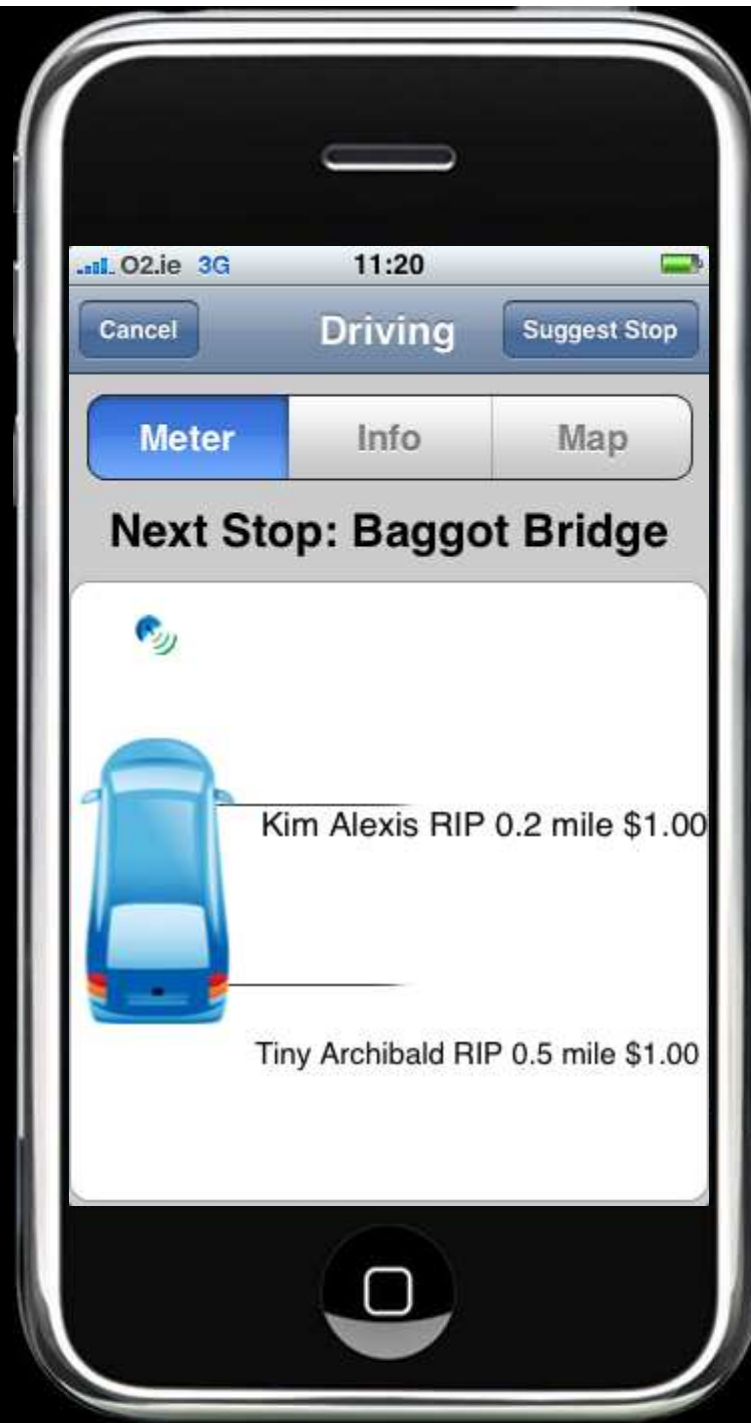 O2.ie 3G 11:20
Cancel Driving Suggest Stop
Meter Info Map
Next Stop: Baggot Bridge
Kim Alexis RIP 0.2 mile $1.00
Tiny Archibald RIP 0.5 mile $1.00